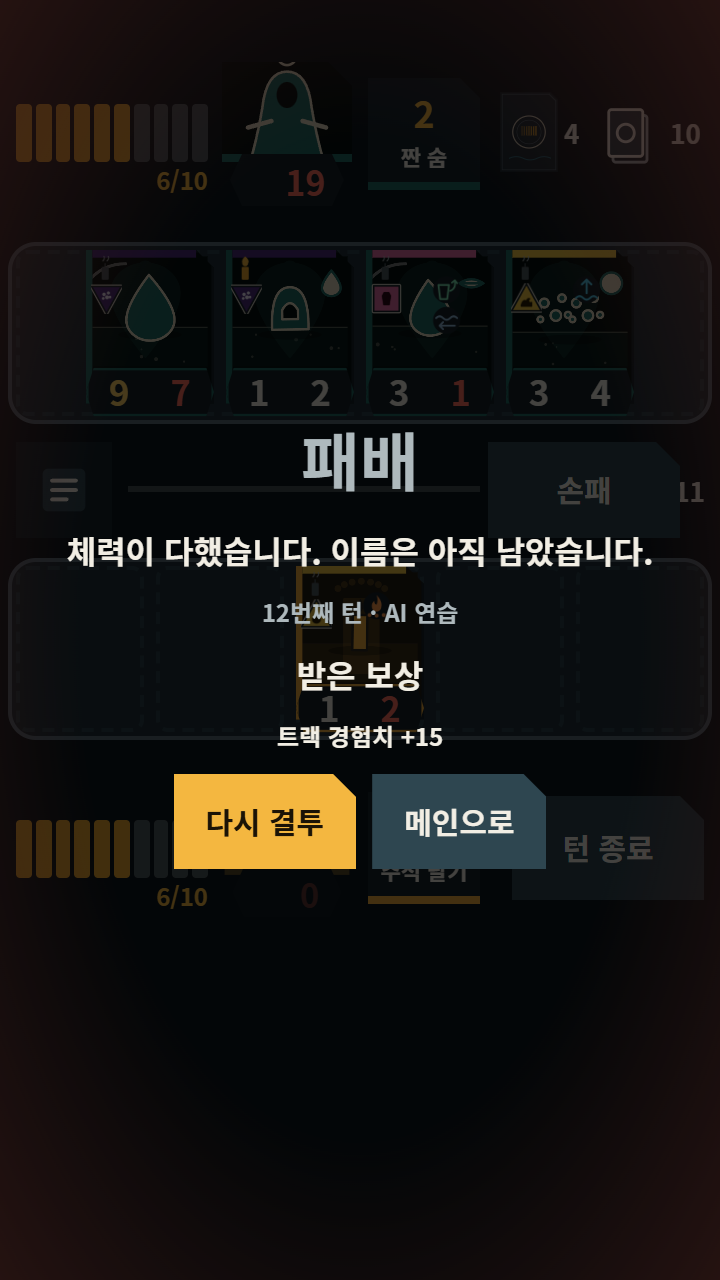 2
짠 숨
4
10
6/10
19
9 7
1 2
3 1
3 4
패배
손패
11
체력이 다했습니다. 이름은 아직 남았습니다.
12번째 턴 · AI 연습
받은 보상
1 2
트랙 경험치 +15
다시 결투
메인으로
턴 종료
6/10
0